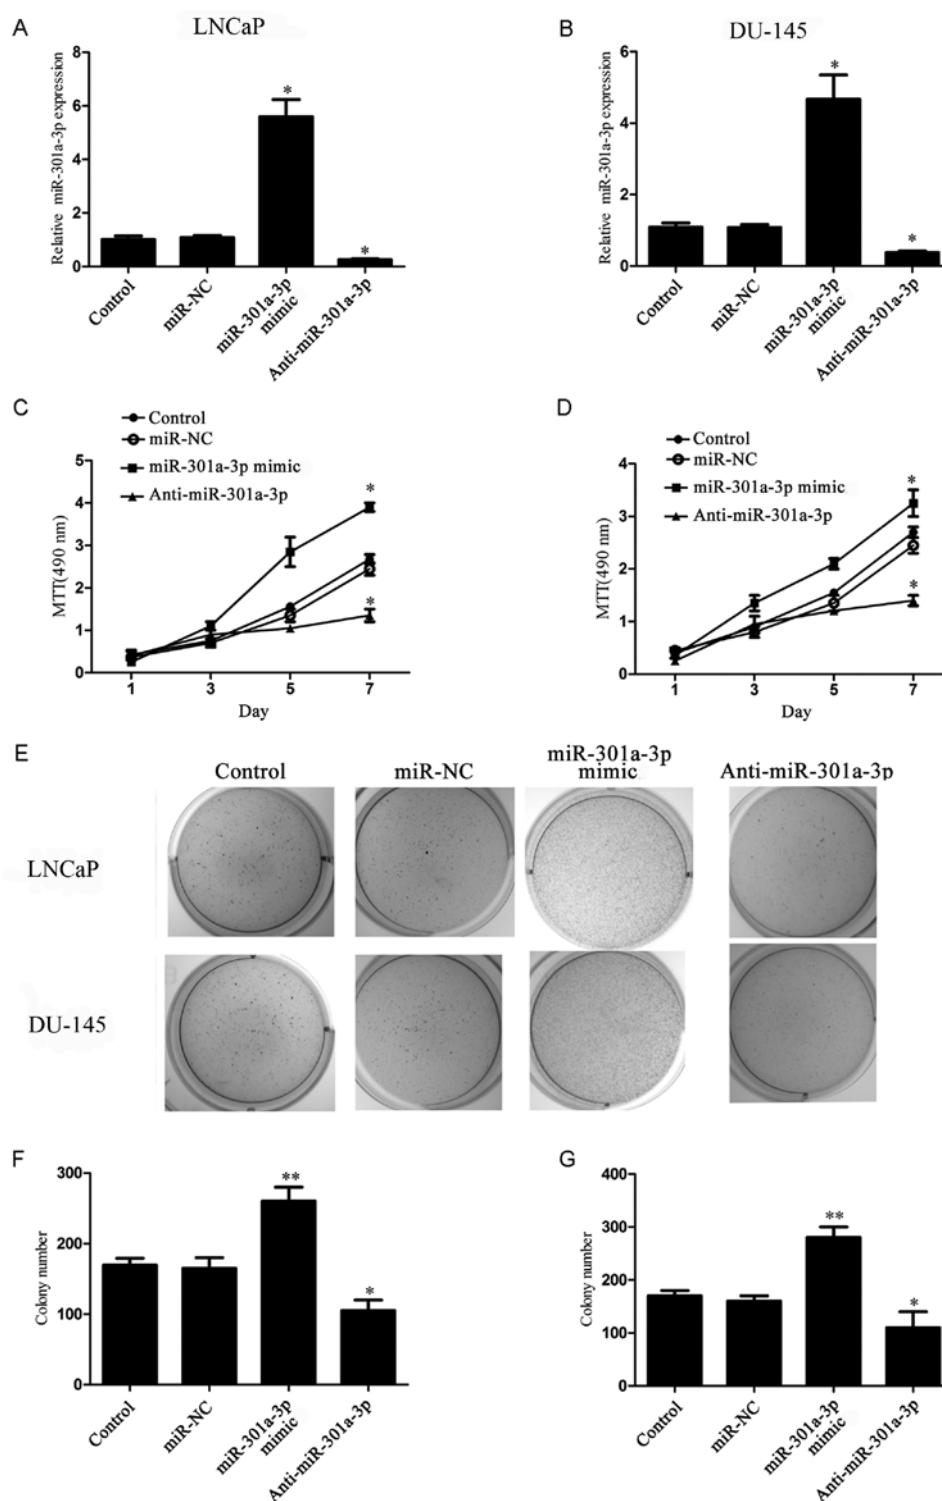 A
LNCaP
Relative miR-301a-3p expression
8
6
4
2
0
*
*
Control
miR-NC
miR-301a-3p
mimic
Anti-miR-301a-3p
B
DU-145
Relative miR-301a-3p expression
6
4
2
0
*
*
Control
miR-NC
miR-301a-3p
mimic
Anti-miR-301a-3p
C
Control
miR-NC
miR-301a-3p mimic
Anti-miR-301a-3p
MTT(490 nm)
5
4
3
2
1
0
*
*
1 3 5 7
Day
D
Control
miR-NC
miR-301a-3p mimic
Anti-miR-301a-3p
MTT(490 nm)
4
3
2
1
0
*
*
1 3 5 7
Day
E
Control
miR-NC
miR-301a-3p
mimic
Anti-miR-301a-3p
LNCaP
DU-145
F
Colony number
300
200
100
0
**
*
Control
miR-NC
miR-301a-3p
mimic
Anti-miR-301a-3p
G
Colony number
400
300
200
100
0
**
*
Control
miR-NC
miR-301a-3p
mimic
Anti-miR-301a-3p